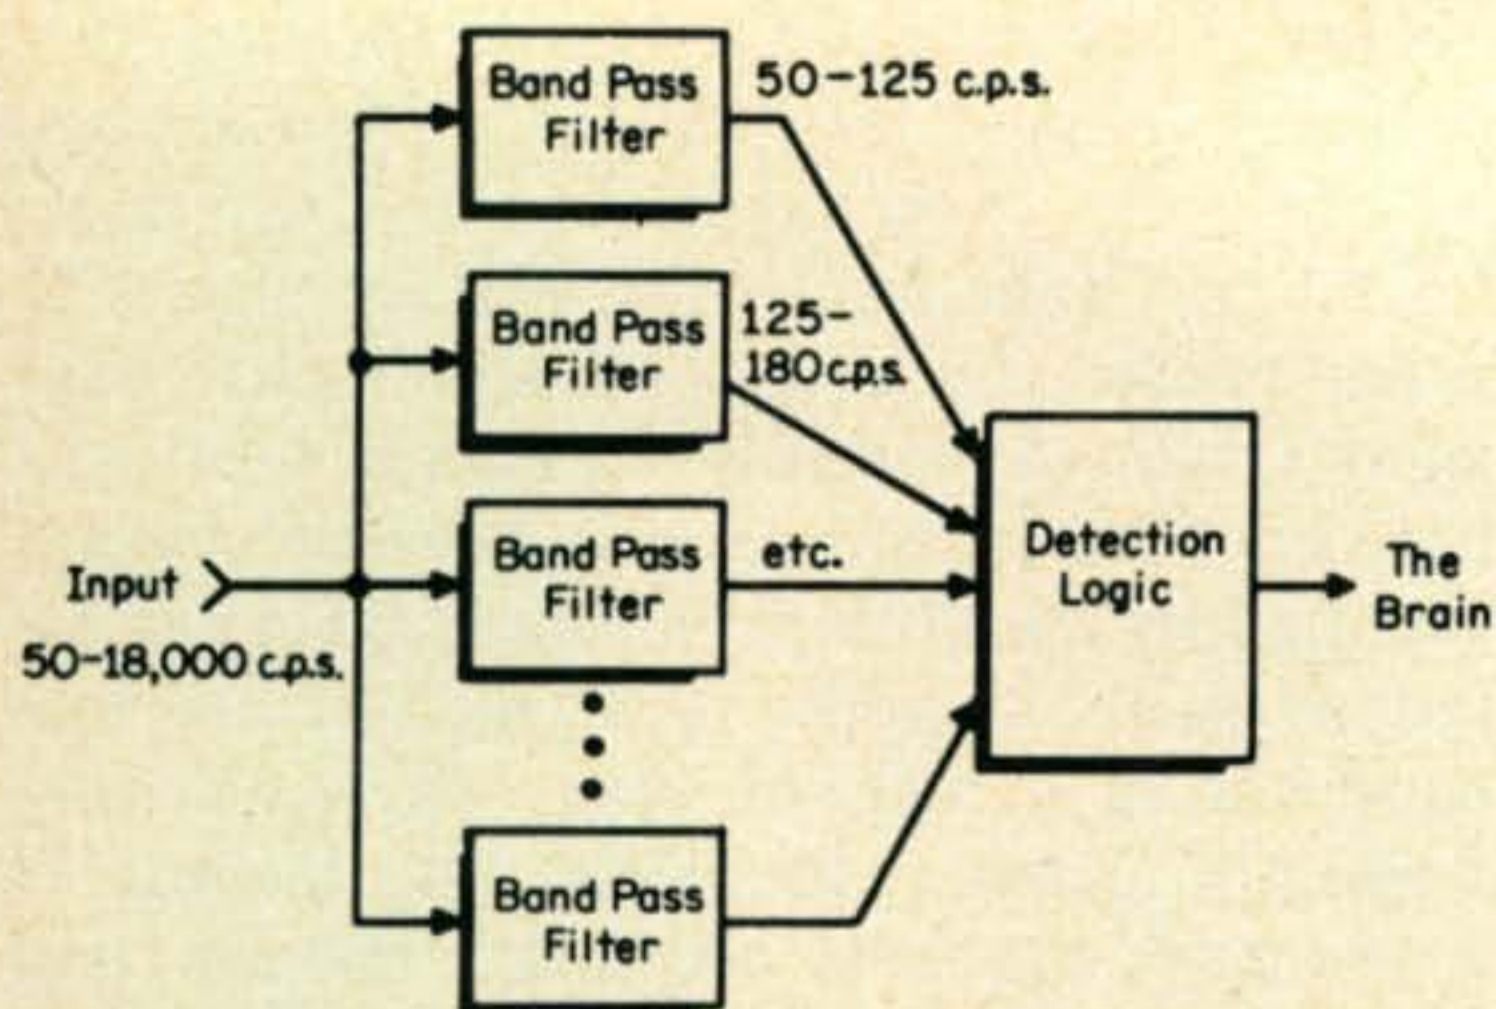 Band Pass
Filter
50-125 c.p.s.
Band Pass
Filter
125-
180 c.p.s.
Input
50-18,000 c.p.s.
Band Pass
Filter
etc.
Detection
Logic
The
Brain
Band Pass
Filter